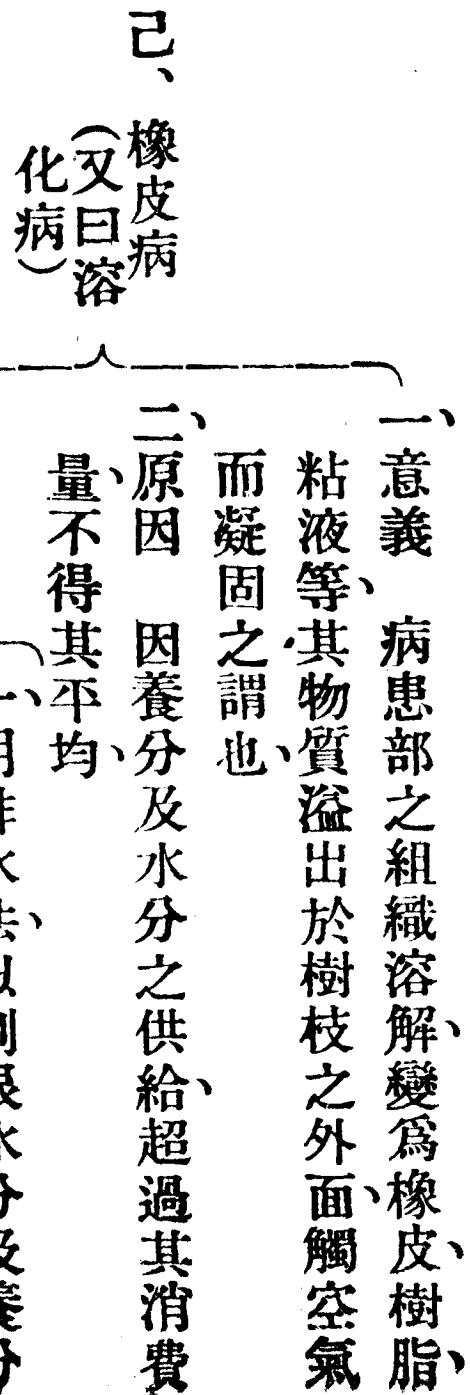 己、橡皮病
（又曰溶
化病）
一、意義　病患部之組織溶解、變爲橡皮、樹脂、
粘液等、其物質溢出於樹枝之外面、觸空氣
而凝固之謂也、
二、原因　因養分及水分之供給、超過其消費
量、不得其平均、